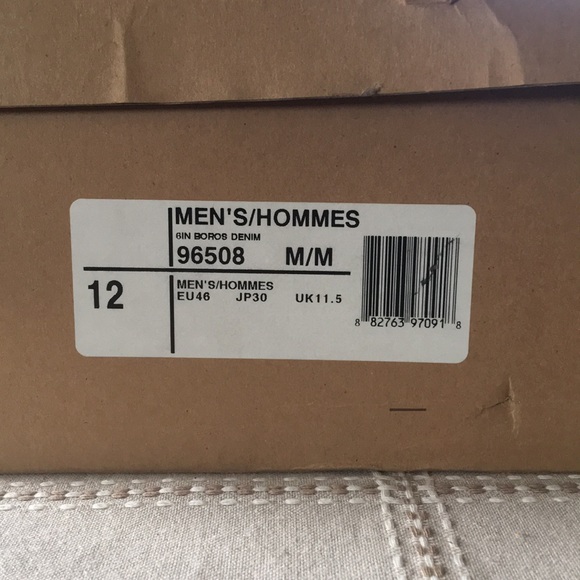 MEN'S/HOMMES
6IN BOROS DENIM
96508 M/M
12
MEN'S/HOMMES
EU46 JP30 UK11.5
8 82763 97091 8